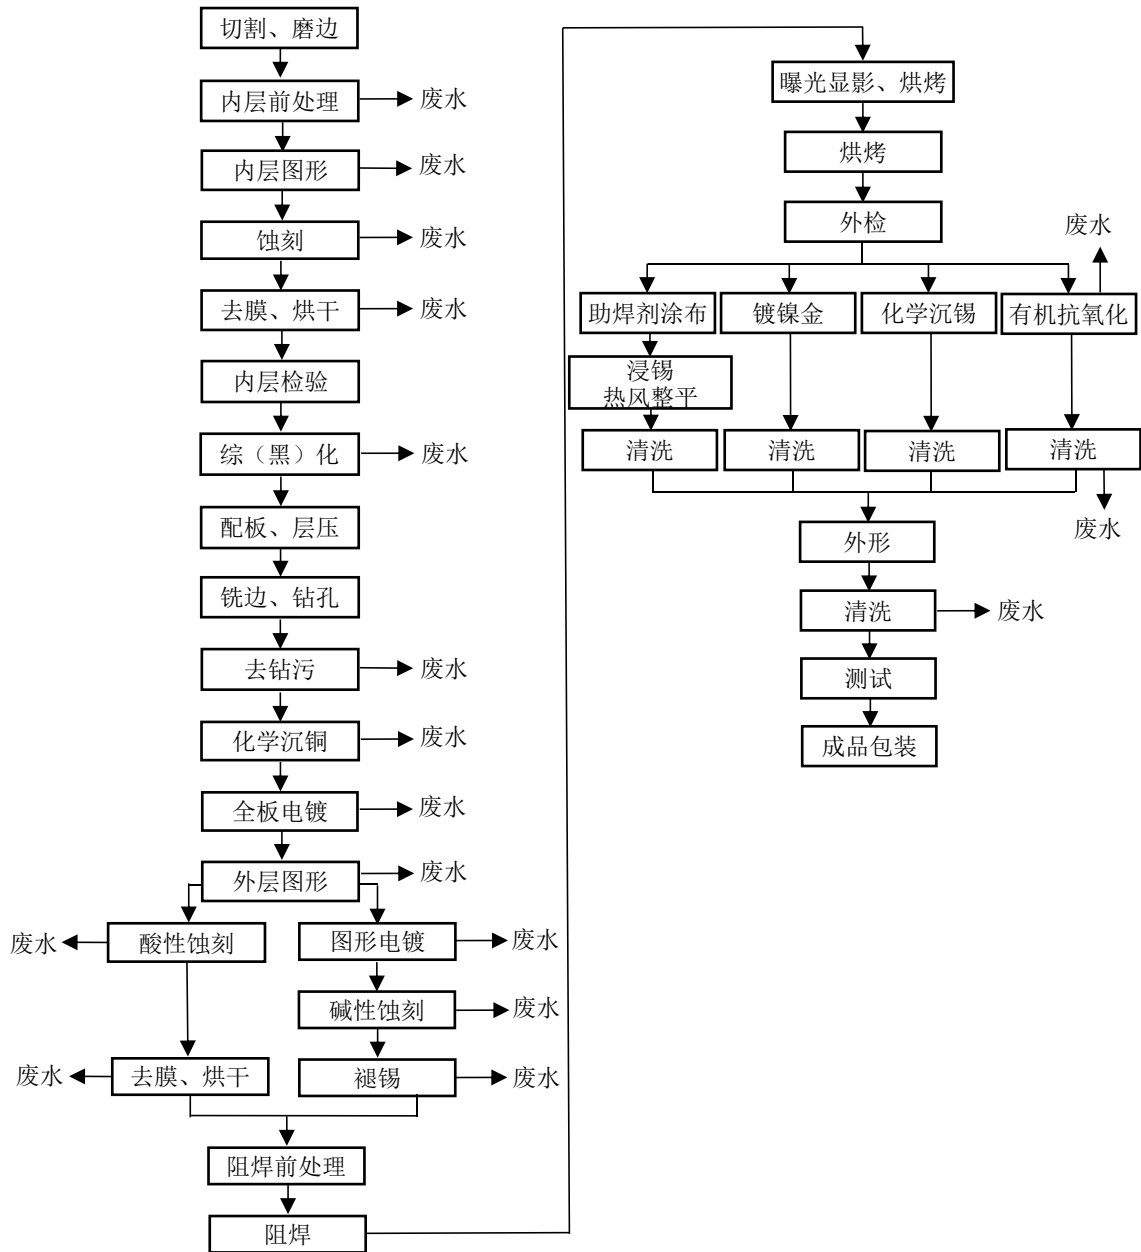 切割、磨边
内层前处理
废水
内层图形
废水
蚀刻
废水
去膜、烘干
废水
内层检验
综（黑）化
废水
配板、层压
铣边、钻孔
去钻污
废水
化学沉铜
废水
全板电镀
废水
外层图形
废水
废水
酸性蚀刻
图形电镀
废水
碱性蚀刻
废水
废水
去膜、烘干
褪锡
废水
阻焊前处理
阻焊
曝光显影、烘烤
烘烤
外检
废水
助焊剂涂布
镀镍金
化学沉锡
有机抗氧化
浸锡
热风整平
清洗
清洗
清洗
清洗
废水
外形
清洗
废水
测试
成品包装